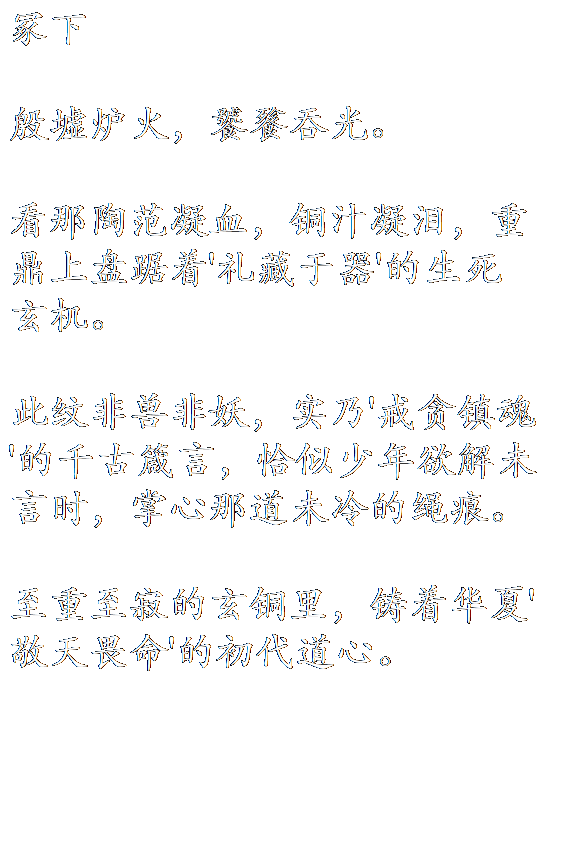 冢下
殷墟炉火，饕餮吞光。
看那陶范凝血，铜汁凝泪，重
鼎上盘踞着'礼藏于器'的生死
玄机。
此纹非兽非妖，实乃'戒贪镇魂
'的千古箴言，恰似少年欲解未
言时，掌心那道未冷的绳痕。
至重至寂的玄铜里，铸着华夏'
敬天畏命'的初代道心。